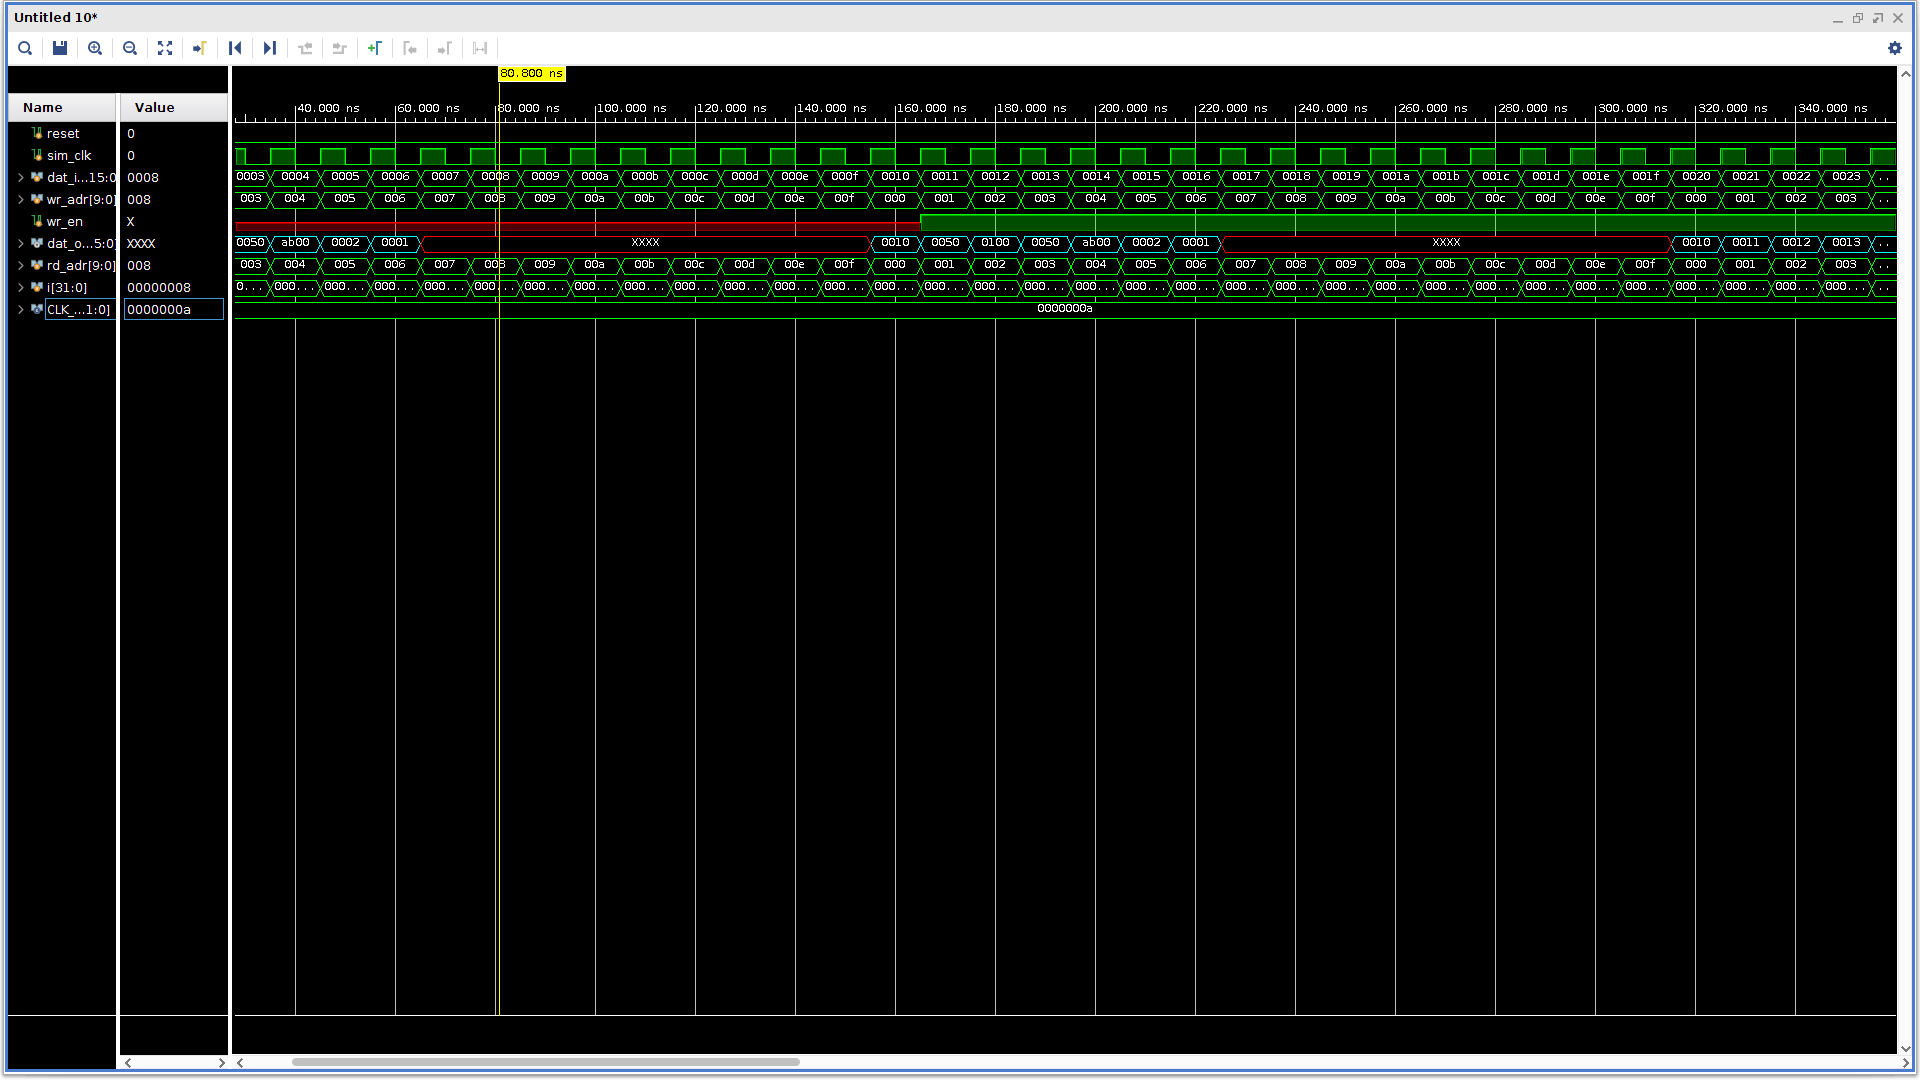 Untitled 10*
80.800 ns
Name Value
40.000 ns 60.000 ns 80.000 ns 100.000 ns 120.000 ns 140.000 ns 160.000 ns 180.000 ns 200.000 ns 220.000 ns 240.000 ns 260.000 ns 280.000 ns 300.000 ns 320.000 ns 340.000 ns
reset 0
sim_clk 0
dat_i...15:0 0008 0003 0004 0005 0006 0007 0008 0009 000a 000b 000c 000d 000e 000f 0010 0011 0012 0013 0014 0015 0016 0017 0018 0019 001a 001b 001c 001d 001e 001f 0020 0021 0022 0023 ..
wr_adr[9:0] 008 003 004 005 006 007 008 009 00a 00b 00c 00d 00e 00f 000 001 002 003 004 005 006 007 008 009 00a 00b 00c 00d 00e 00f 000 001 002 003 ..
wr_en X
dat_o...5:0] XXXX 0050 ab00 0002 0001 XXXX 0010 0050 0100 0050 ab00 0002 0001 XXXX 0010 0011 0012 0013 ..
rd_adr[9:0] 008 003 004 005 006 007 008 009 00a 00b 00c 00d 00e 00f 000 001 002 003 004 005 006 007 008 009 00a 00b 00c 00d 00e 00f 000 001 002 003 ..
i[31:0] 00000008 0... 000... 000... 000... 000... 000... 000... 000... 000... 000... 000... 000... 000... 000... 000... 000... 000... 000... 000... 000... 000... 000... 000... 000... 000... 000... 000... 000... 000... 000... 000... 000... 000... ..
CLK_...1:0] 0000000a 0000000a